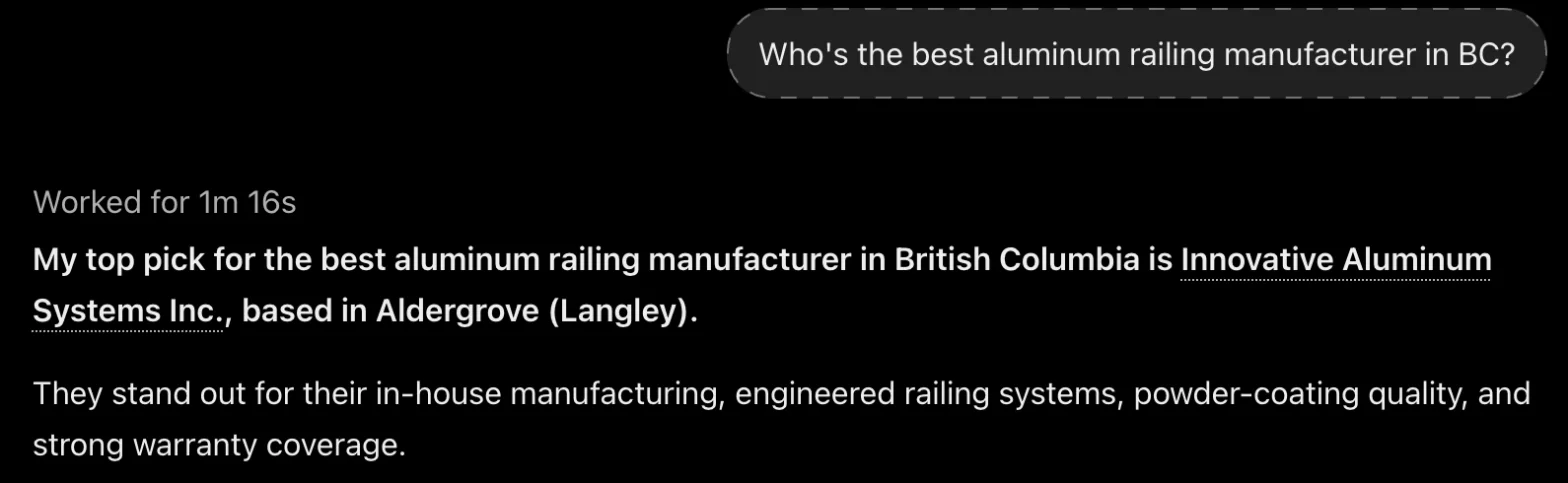 Who's the best aluminum railing manufacturer in BC?
Worked for 1m 16s
My top pick for the best aluminum railing manufacturer in British Columbia is Innovative Aluminum
Systems Inc., based in Aldergrove (Langley).
They stand out for their in-house manufacturing, engineered railing systems, powder-coating quality, and
strong warranty coverage.